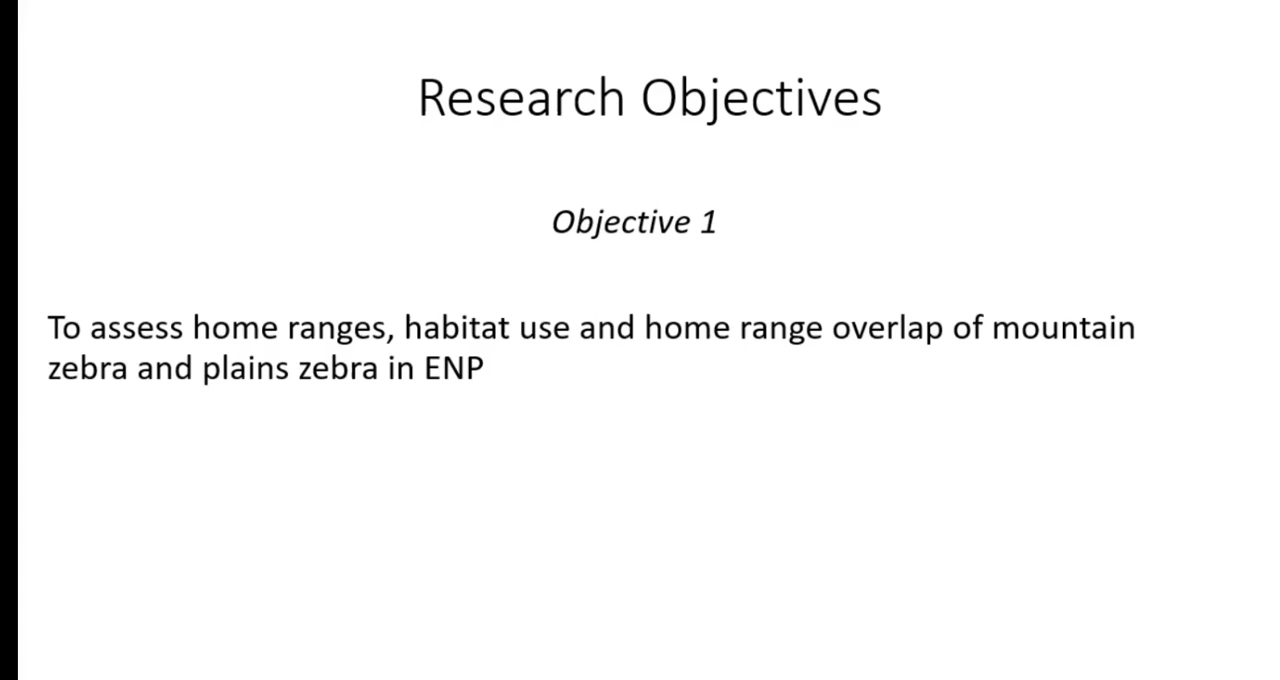 Research Objectives
Objective 1
To assess home ranges, habitat use and home range overlap of mountain
zebra and plains zebra in ENP